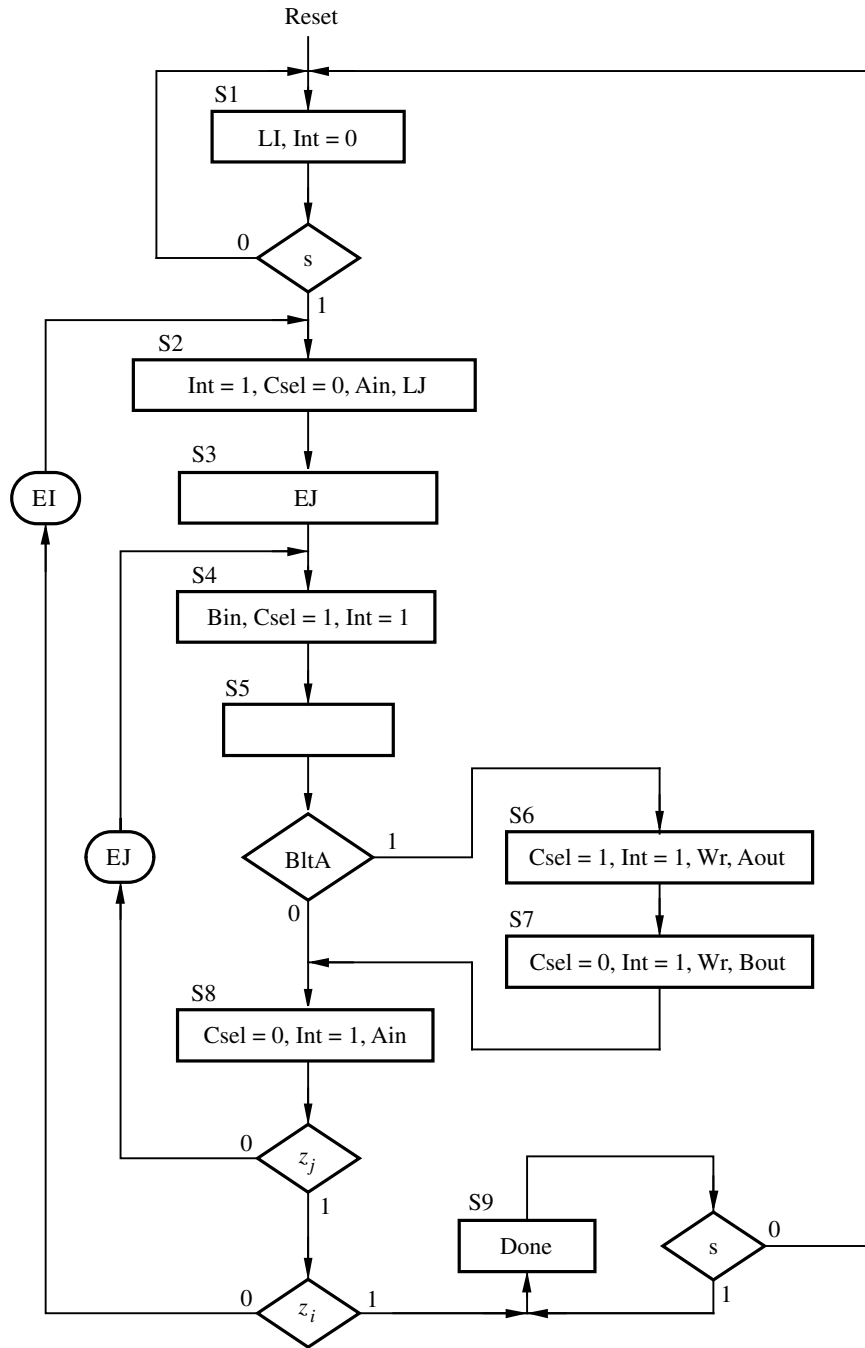 Reset
S1
LI, Int = 0
0
s
1
S2
Int = 1, Csel = 0, Ain, LJ
S3
EI
EJ
S4
Bin, Csel = 1, Int = 1
S5
1
S6
EJ
BltA
Csel = 1, Int = 1, Wr, Aout
0
S7
Csel = 0, Int = 1, Wr, Bout
S8
Csel = 0, Int = 1, Ain
0
z_j
1
S9
Done
s
0
1
0
z_i
1